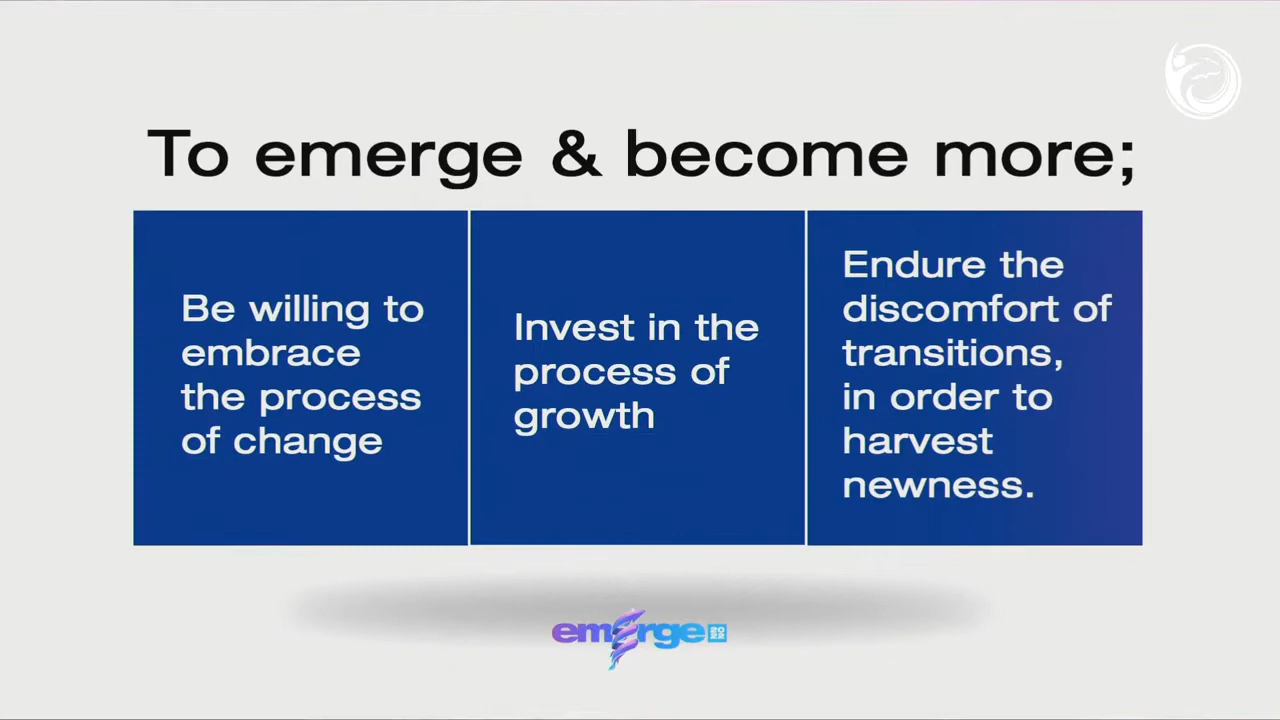 To emerge & become more;
Be willing to
embrace
the process
of change
Invest in the
process of
growth
Endure the
discomfort of
transitions,
in order to
harvest
newness.
emerge 2022